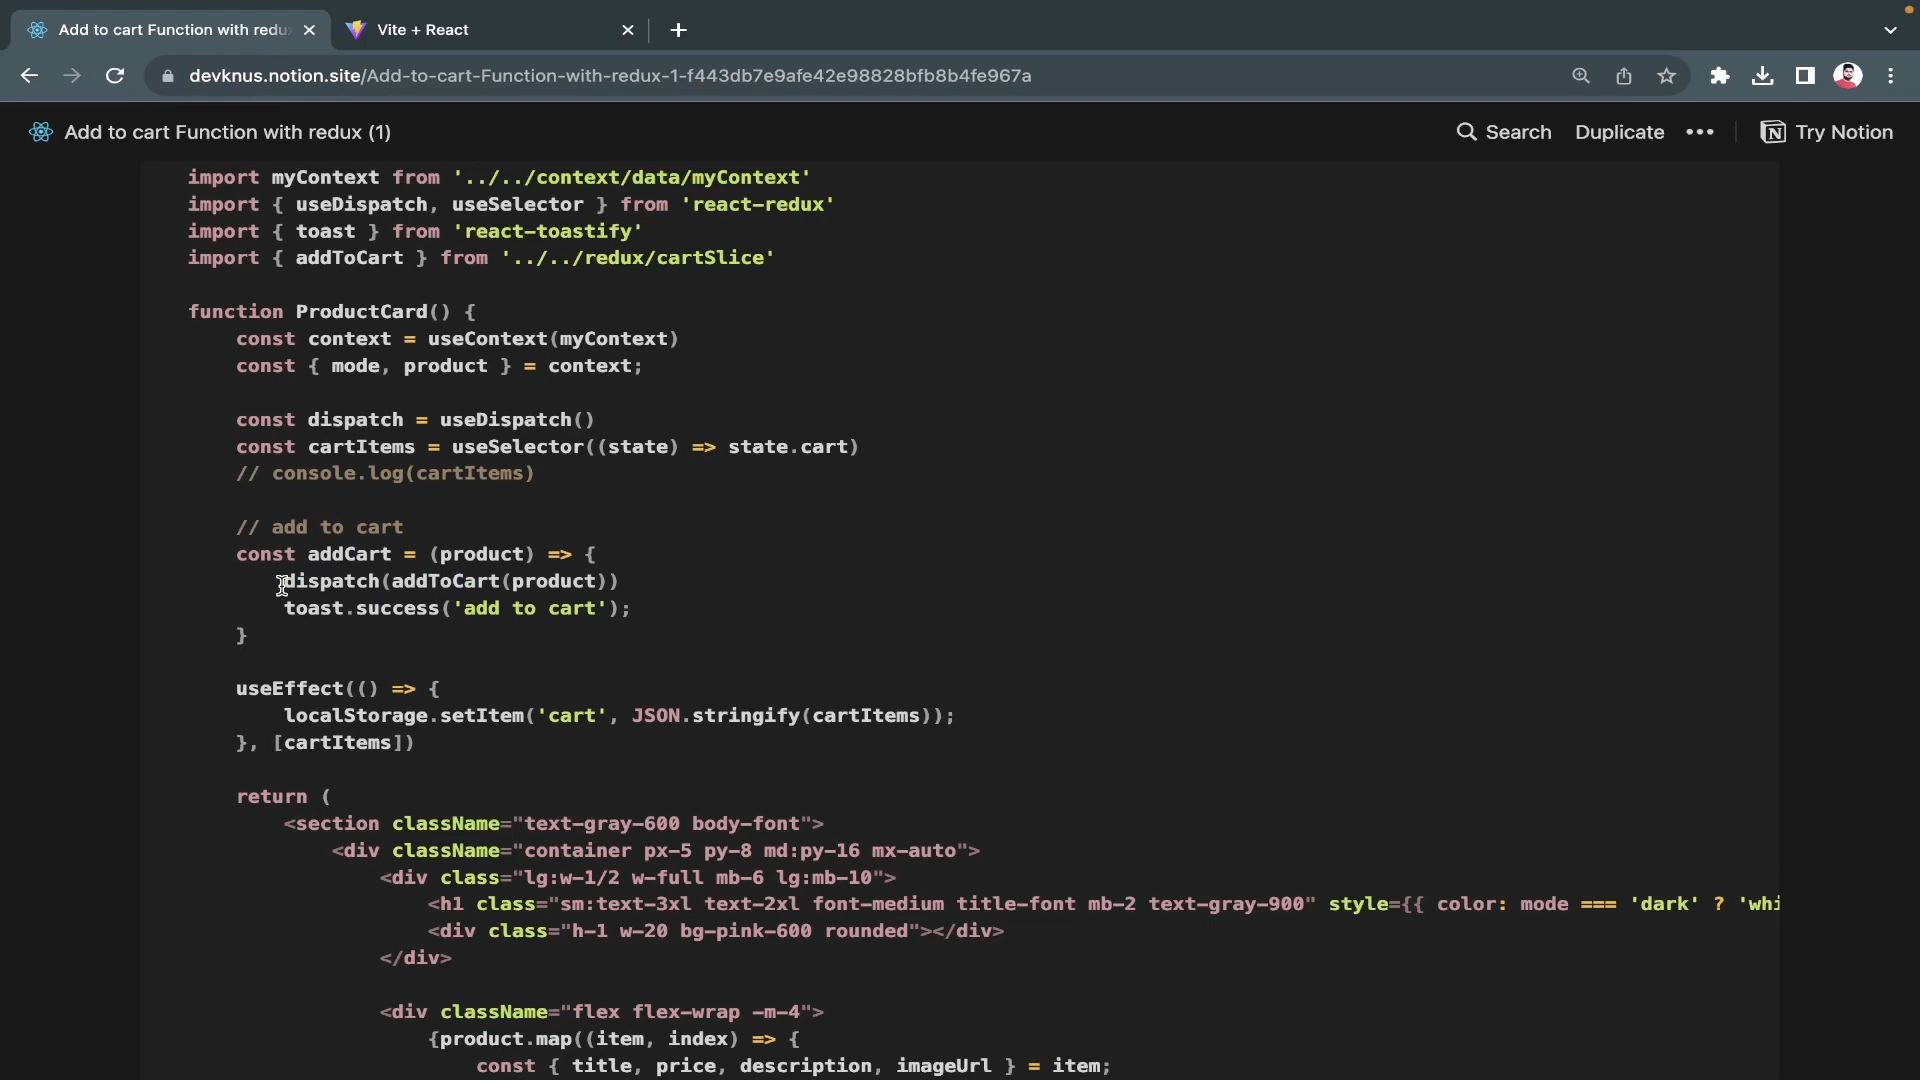 Add to cart Function with redu
Vite + React
devknus.notion.site/Add-to-cart-Function-with-redux-1-f443db7e9afe42e98828bfb8b4fe967a
Add to cart Function with redux (1)
Search
Duplicate
Try Notion
import myContext from '../../context/data/myContext'
import { useDispatch, useSelector } from 'react-redux'
import { toast } from 'react-toastify'
import { addToCart } from '../../redux/cartSlice'
function ProductCard() {
const context = useContext(myContext)
const { mode, product } = context;
const dispatch = useDispatch()
const cartItems = useSelector((state) => state.cart)
// console.log(cartItems)
// add to cart
const addCart = (product) => {
dispatch(addToCart(product))
toast.success('add to cart');
}
useEffect(() => {
localStorage.setItem('cart', JSON.stringify(cartItems));
}, [cartItems])
return (
<section className="text-gray-600 body-font">
<div className="container px-5 py-8 md:py-16 mx-auto">
<div class="lg:w-1/2 w-full mb-6 lg:mb-10">
<h1 class="sm:text-3xl text-2xl font-medium title-font mb-2 text-gray-900" style={{ color: mode === 'dark' ? 'whi
<div class="h-1 w-20 bg-pink-600 rounded"></div>
</div>
<div className="flex flex-wrap -m-4">
{product.map((item, index) => {
const { title, price, description, imageUrl } = item;